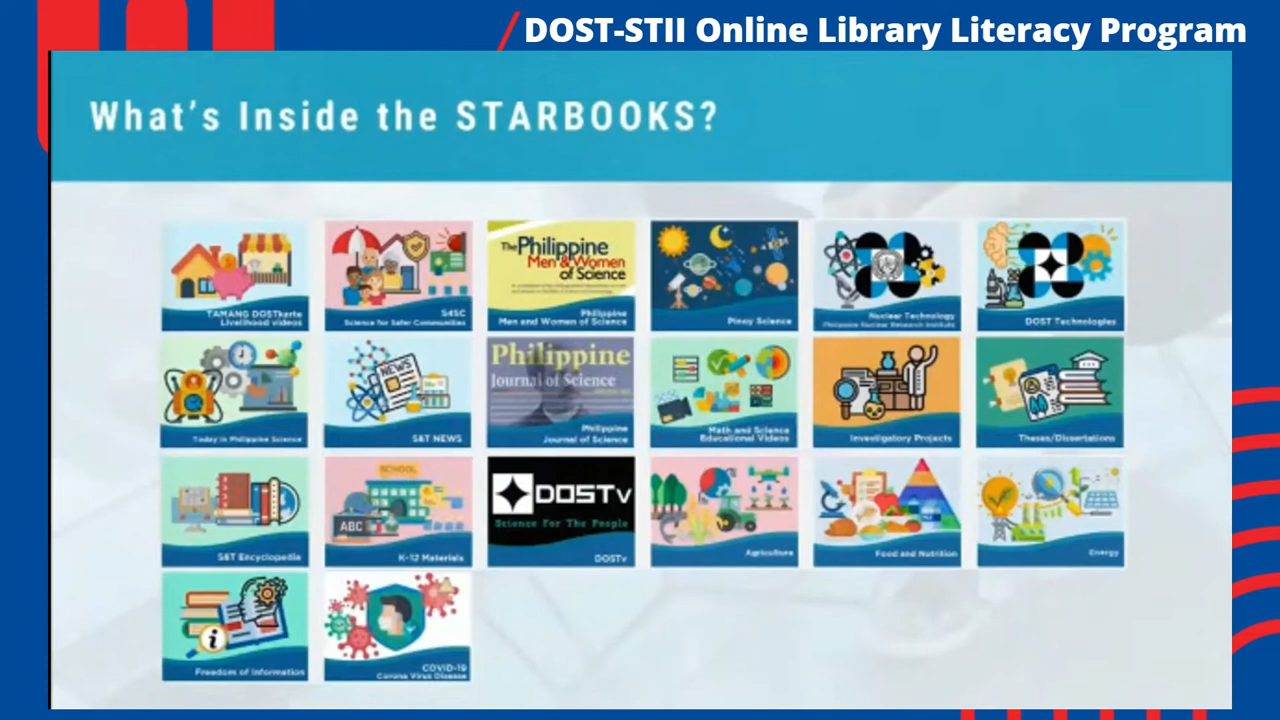 DOST-STII Online Library Literacy Program
What's Inside the STARBOOKS?
TAMANG DOSTkarte
Livelihood videos
S4SC
Science for Safer Communities
The Philippine
Men & Women
of Science
Philippine
Men and Women of Science
Pinoy Science
Nuclear Technology
Philippine Nuclear Research Institute
DOST Technologies
Today in Philippine Science
NEWS
S&T NEWS
Philippine
Journal of Science
Philippine
Journal of Science
Math and Science
Educational Videos
Investigatory Projects
Theses/Dissertations
S&T Encyclopedia
SCHOOL
ABC
K-12 Materials
DOSTv
Science For The People
DOSTv
Agriculture
Food and Nutrition
Energy
i
Freedom of Information
COVID-19
Corona Virus Disease